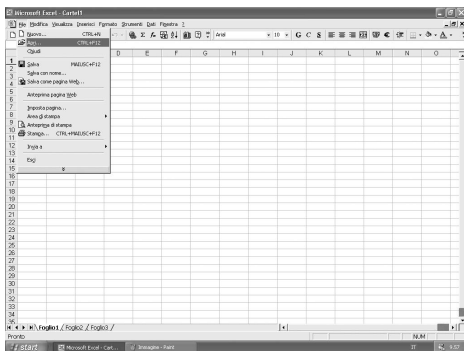 Microsoft Excel - Cartel1
File Modifica Visualizza Inserisci Formato Strumenti Dati Finestra ?
Nuovo... CTRL+N
Apri... CTRL+F12
Chiudi
Salva MAIUSC+F12
Salva con nome...
Salva come pagina Web...
Anteprima pagina Web
Imposta pagina...
Area di stampa
Anteprima di stampa
Stampa... CTRL+MAIUSC+F12
Invia a
Esci
Arial 10 G C S
D E F G H I J K L M N O
1
2
3
4
5
6
7
8
9
10
11
12
13
14
15
16
17
18
19
20
21
22
23
24
25
26
27
28
29
30
31
32
33
34
35
Foglio1 Foglio2 Foglio3
Pronto NUM
Start Microsoft Excel - Cart... Immagine - Paint IT 9.57